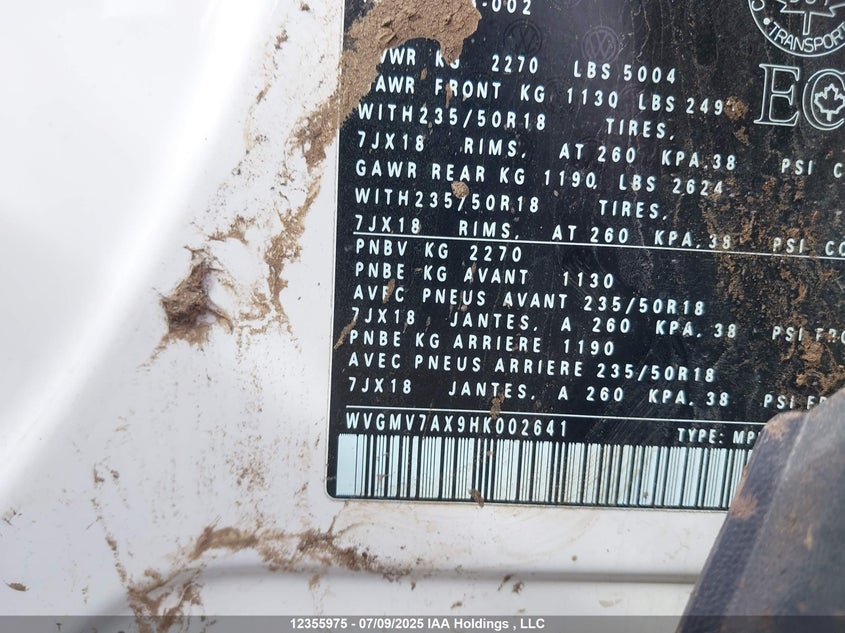 -002
TRANSPORT
GVWR KG 2270 LBS 5004
GAWR FRONT KG 1130 LBS 249
WITH235/50R18 TIRES,
7JX18 RIMS, AT 260 KPA,38 PSI C
GAWR REAR KG 1190, LBS 2624
WITH235/50R18 TIRES,
7JX18 RIMS, AT 260 KPA,38 PSI CO
PNBV KG 2270
PNBE KG AVANT 1130
AVEC PNEUS AVANT 235/50R18
7JX18 JANTES, A 260 KPA,38 PSI FRO
PNBE KG ARRIERE 1190
AVEC PNEUS ARRIERE 235/50R18
7JX18 JANTES, A 260 KPA,38 PSI FR
WVGMV7AX9HK002641
TYPE: MP
12355975 - 07/09/2025 IAA Holdings , LLC